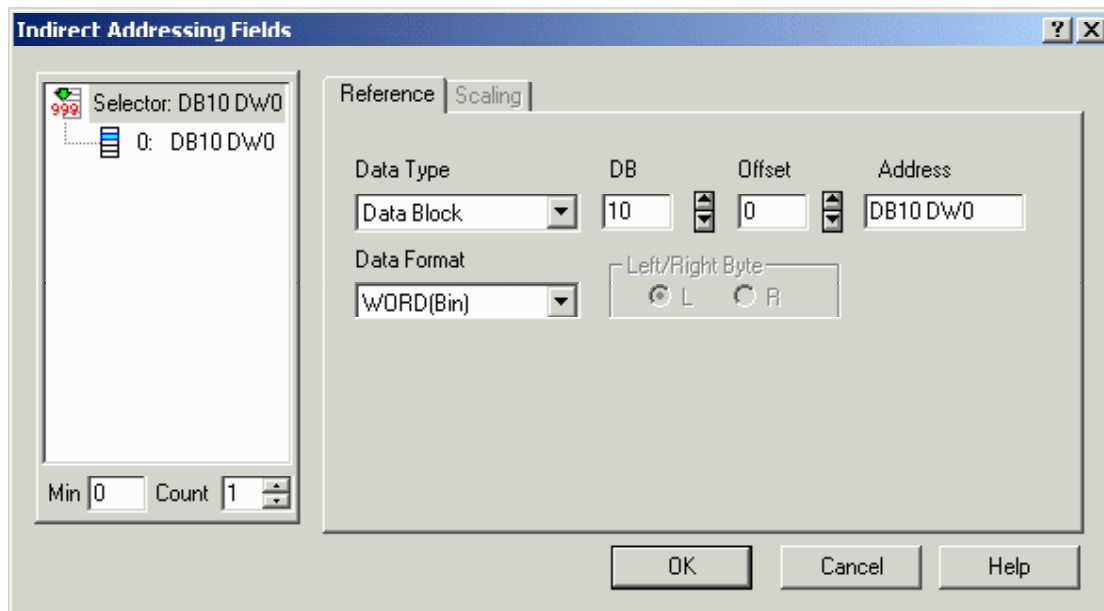 Indirect Addressing Fields
? X
999 Selector: DB10 DW0
0: DB10 DW0
Min 0 Count 1
Reference Scaling
Data Type DB Offset Address
Data Block 10 0 DB10 DW0
Data Format Left/Right Byte
WORD(Bin) L R
OK Cancel Help